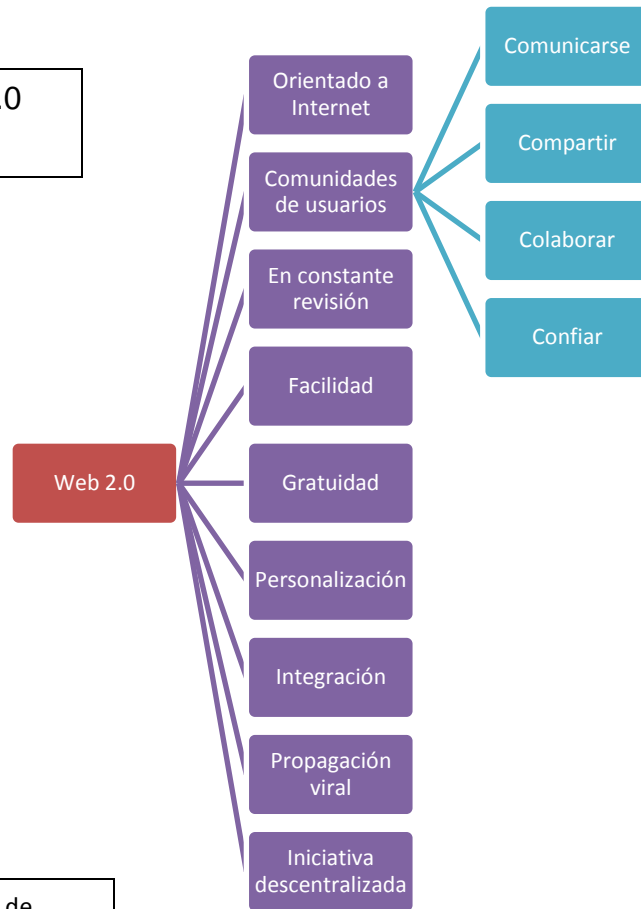 .0
Web 2.0
Orientado a
Internet
Comunidades
de usuarios
En constante
revisión
Facilidad
Gratuidad
Personalización
Integración
Propagación
viral
Iniciativa
descentralizada
Comunicarse
Compartir
Colaborar
Confiar
de